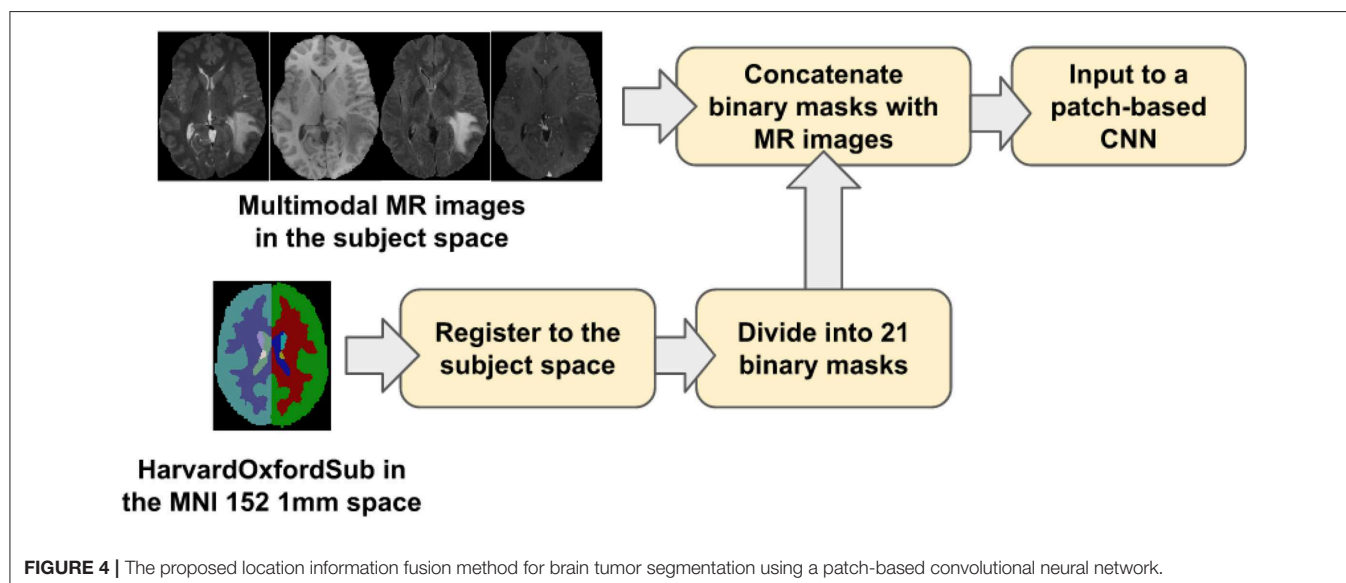 Concatenate
binary masks with
MR images
Input to a
patch-based
CNN
Multimodal MR images
in the subject space
Register to the
subject space
Divide into 21
binary masks
HarvardOxfordSub in
the MNI 152 1mm space
FIGURE 4 | The proposed location information fusion method for brain tumor segmentation using a patch-based convolutional neural network.